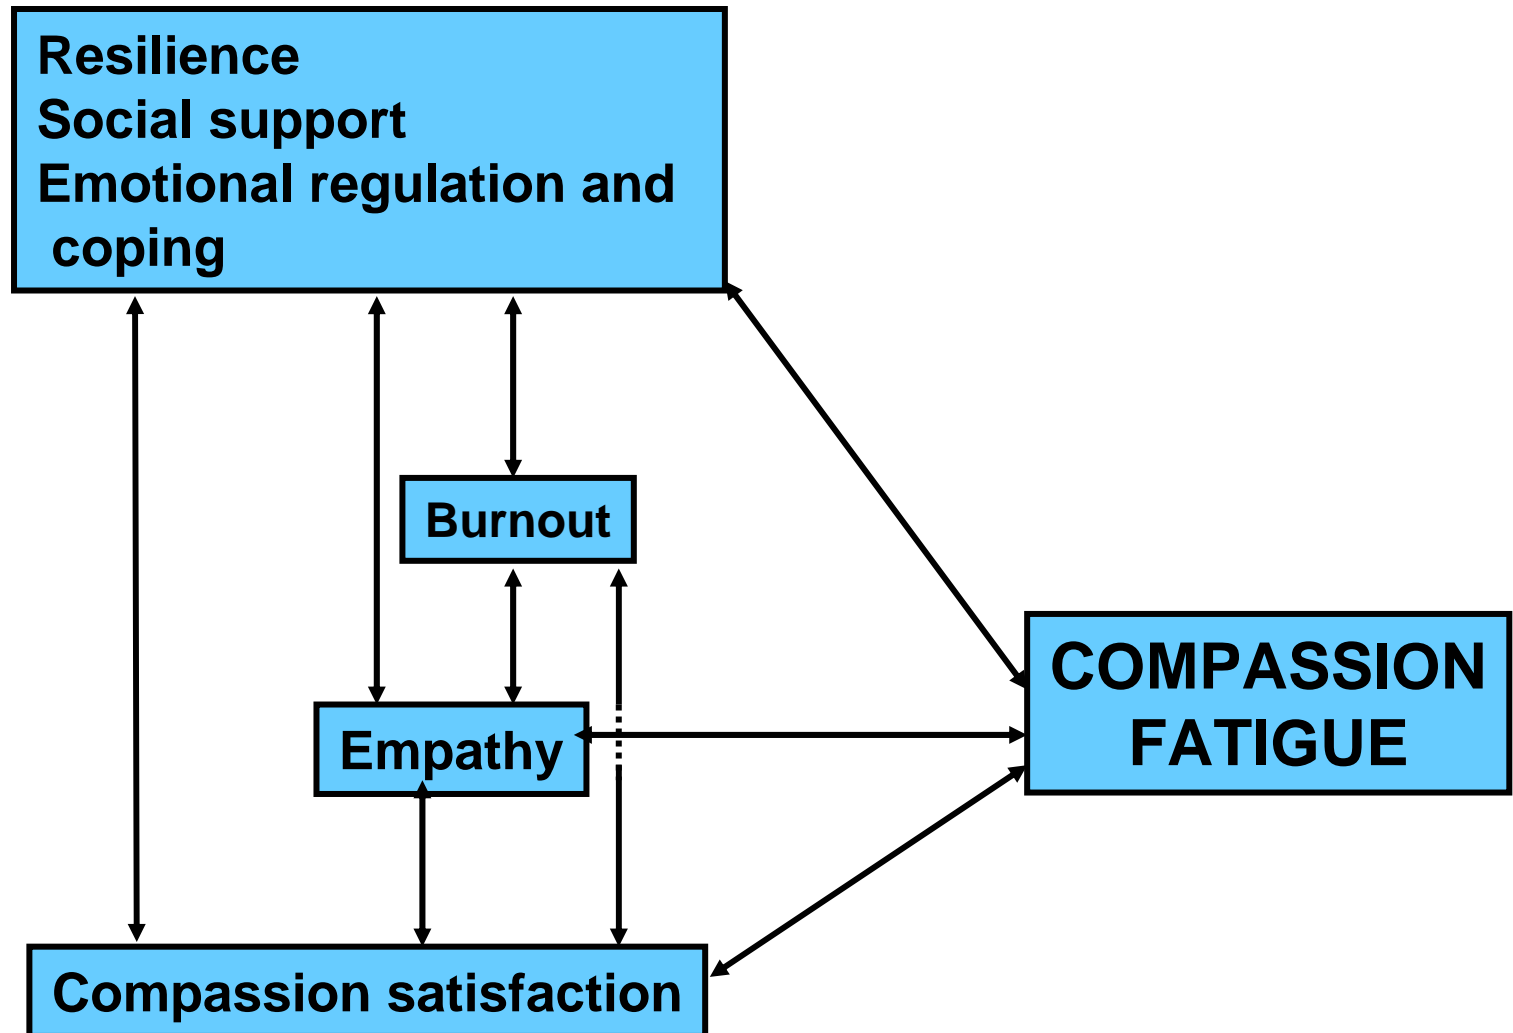 Resilience
Social support
Emotional regulation and
coping
Burnout
COMPASSION
FATIGUE
Empathy
Compassion satisfaction